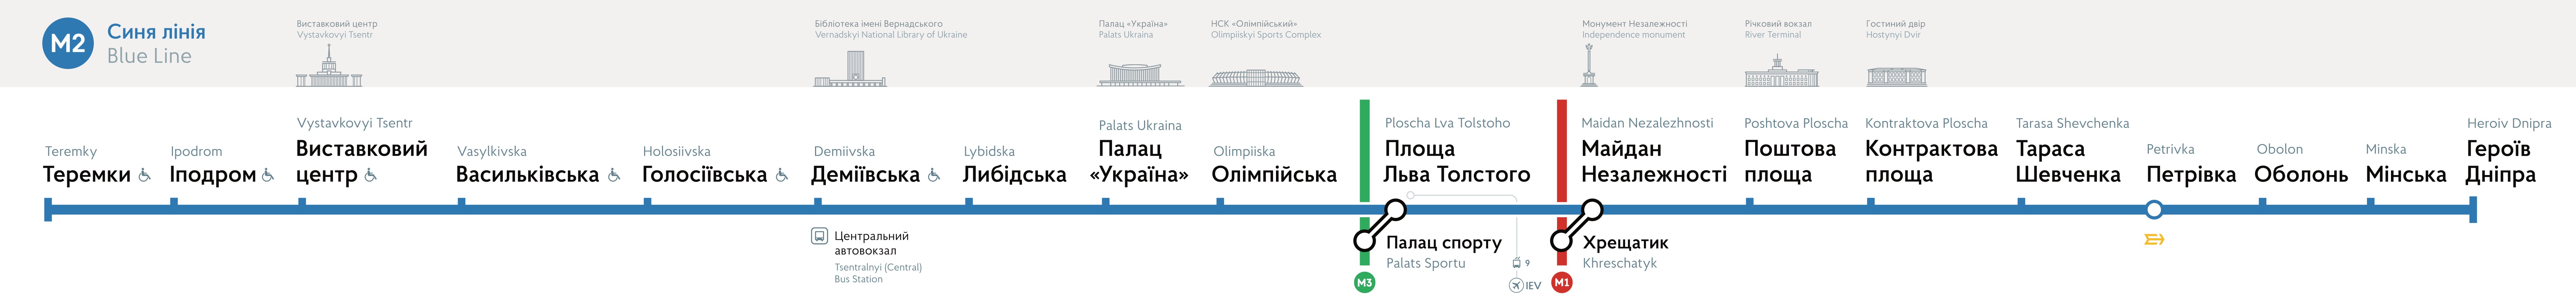 M2
Синя лінія
Blue Line
Виставковий центр
Vystavkovyi Tsentr
Бібліотека імені Вернадського
Vernadskyi National Library of Ukraine
Палац «Україна»
Palats Ukraina
НСК «Олімпійський»
Olimpiiskyi Sports Complex
Монумент Незалежності
Independence monument
Річковий вокзал
River Terminal
Гостиний двір
Hostynyi Dvir
Teremky
Теремки
Ipodrom
Іподром
Vystavkovyi Tsentr
Виставковий
центр
Vasylkivska
Васильківська
Holosiivska
Голосіївська
Demiivska
Деміївська
Центральний
автовокзал
Tsentralnyi (Central)
Bus Station
Lybidska
Либідська
Palats Ukraina
Палац
«Україна»
Olimpiiska
Олімпійська
Ploscha Lva Tolstoho
Площа
Льва Толстого
Палац спорту
Palats Sportu
M3
9
IEV
Maidan Nezalezhnosti
Майдан
Незалежності
Хрещатик
Khreschatyk
M1
Poshtova Ploscha
Поштова
площа
Kontraktova Ploscha
Контрактова
площа
Tarasa Shevchenka
Тараса
Шевченка
Petrivka
Петрівка
Obolon
Оболонь
Minska
Мінська
Heroiv Dnipra
Героїв
Дніпра